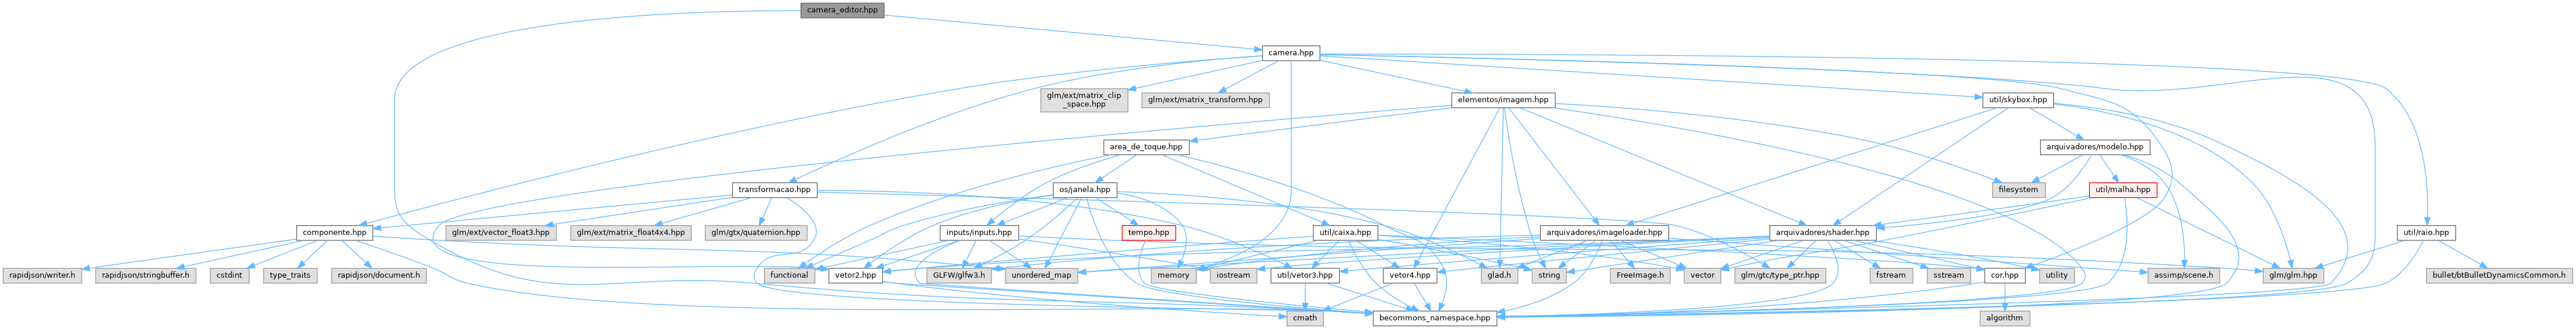 camera_editor.hpp
camera.hpp
glm/ext/matrix_clip
_space.hpp
glm/ext/matrix_transform.hpp
elementos/imagem.hpp
util/skybox.hpp
area_de_toque.hpp
arquivadores/modelo.hpp
transformacao.hpp
os/janela.hpp
filesystem
util/malha.hpp
componente.hpp
glm/ext/vector_float3.hpp
glm/ext/matrix_float4x4.hpp
glm/gtx/quaternion.hpp
inputs/inputs.hpp
tempo.hpp
util/caixa.hpp
arquivadores/imageloader.hpp
arquivadores/shader.hpp
util/raio.hpp
rapidjson/writer.h
rapidjson/stringbuffer.h
cstdint
type_traits
rapidjson/document.h
functional
vetor2.hpp
GLFW/glfw3.h
unordered_map
memory
iostream
util/vetor3.hpp
vetor4.hpp
glad.h
string
FreeImage.h
vector
glm/gtc/type_ptr.hpp
fstream
sstream
cor.hpp
utility
assimp/scene.h
glm/glm.hpp
bullet/btBulletDynamicsCommon.h
cmath
becommons_namespace.hpp
algorithm